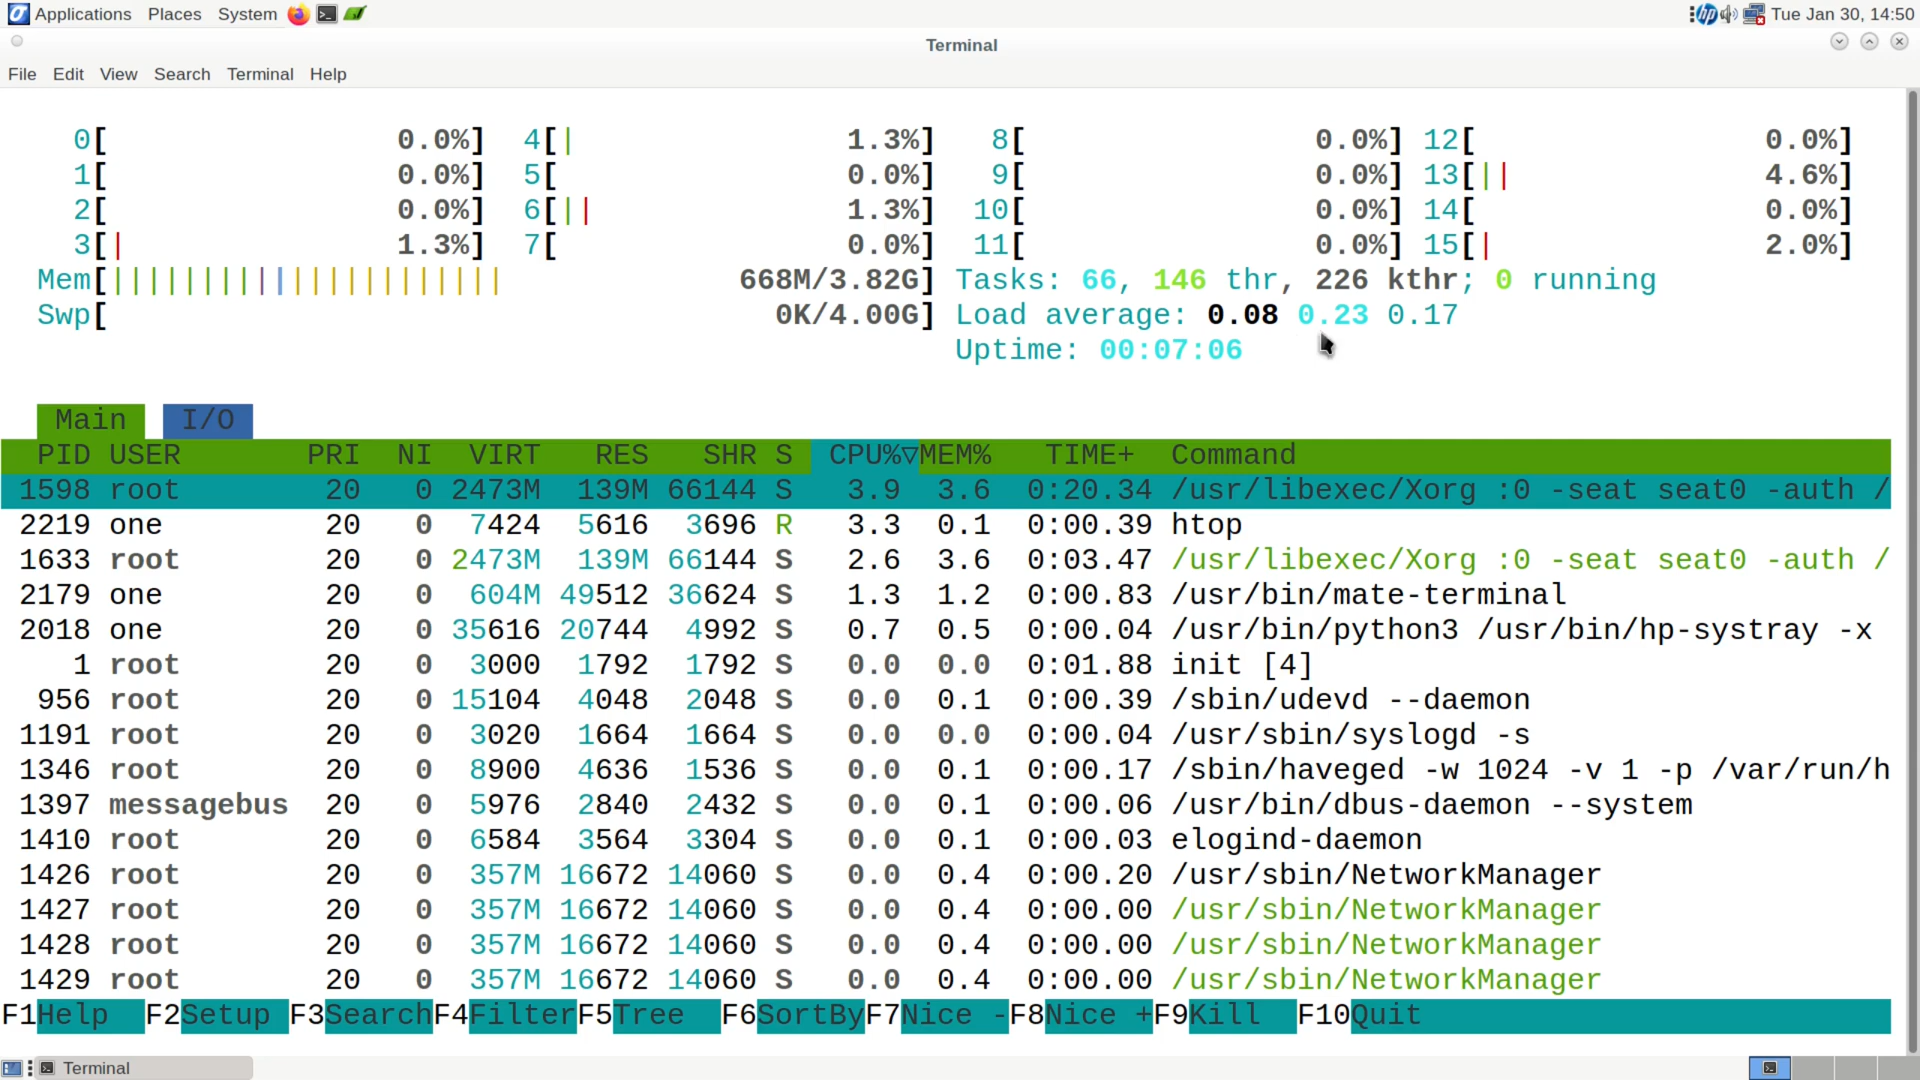 Applications Places System hp Tue Jan 30, 14:50
Terminal
File Edit View Search Terminal Help
0[ 0.0%] 4[| 1.3%] 8[ 0.0%] 12[ 0.0%]
1[ 0.0%] 5[ 0.0%] 9[ 0.0%] 13[|| 4.6%]
2[ 0.0%] 6[|| 1.3%] 10[ 0.0%] 14[ 0.0%]
3[| 1.3%] 7[ 0.0%] 11[ 0.0%] 15[| 2.0%]
Mem[|||||||||||||||||||||| 668M/3.82G] Tasks: 66, 146 thr, 226 kthr; 0 running
Swp[ 0K/4.00G] Load average: 0.08 0.23 0.17
Uptime: 00:07:06
Main I/O
PID USER PRI NI VIRT RES SHR S CPU%▽MEM% TIME+ Command
1598 root 20 0 2473M 139M 66144 S 3.9 3.6 0:20.34 /usr/libexec/Xorg :0 -seat seat0 -auth /
2219 one 20 0 7424 5616 3696 R 3.3 0.1 0:00.39 htop
1633 root 20 0 2473M 139M 66144 S 2.6 3.6 0:03.47 /usr/libexec/Xorg :0 -seat seat0 -auth /
2179 one 20 0 604M 49512 36624 S 1.3 1.2 0:00.83 /usr/bin/mate-terminal
2018 one 20 0 35616 20744 4992 S 0.7 0.5 0:00.04 /usr/bin/python3 /usr/bin/hp-systray -x
1 root 20 0 3000 1792 1792 S 0.0 0.0 0:01.88 init [4]
956 root 20 0 15104 4048 2048 S 0.0 0.1 0:00.39 /sbin/udevd --daemon
1191 root 20 0 3020 1664 1664 S 0.0 0.0 0:00.04 /usr/sbin/syslogd -s
1346 root 20 0 8900 4636 1536 S 0.0 0.1 0:00.17 /sbin/haveged -w 1024 -v 1 -p /var/run/h
1397 messagebus 20 0 5976 2840 2432 S 0.0 0.1 0:00.06 /usr/bin/dbus-daemon --system
1410 root 20 0 6584 3564 3304 S 0.0 0.1 0:00.03 elogind-daemon
1426 root 20 0 357M 16672 14060 S 0.0 0.4 0:00.20 /usr/sbin/NetworkManager
1427 root 20 0 357M 16672 14060 S 0.0 0.4 0:00.00 /usr/sbin/NetworkManager
1428 root 20 0 357M 16672 14060 S 0.0 0.4 0:00.00 /usr/sbin/NetworkManager
1429 root 20 0 357M 16672 14060 S 0.0 0.4 0:00.00 /usr/sbin/NetworkManager
F1Help F2Setup F3SearchF4FilterF5Tree F6SortByF7Nice -F8Nice +F9Kill F10Quit
Terminal